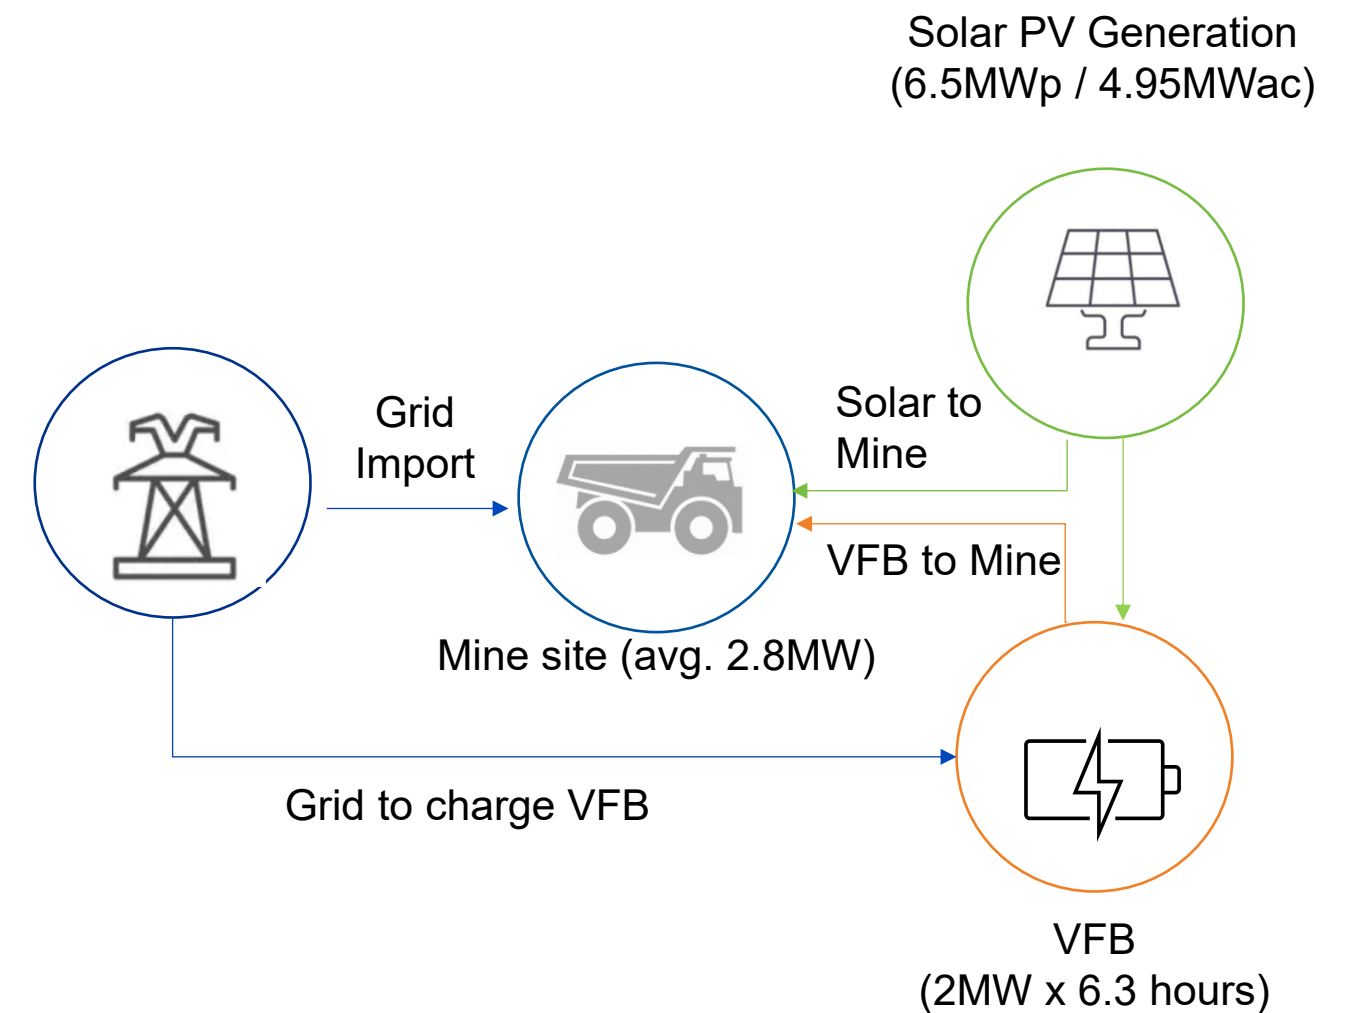 Solar PV Generation
(6.5MWp / 4.95MWac)
Grid
Import
Solar to
Mine
VFB to Mine
Mine site (avg. 2.8MW)
Grid to charge VFB
VFB
(2MW x 6.3 hours)